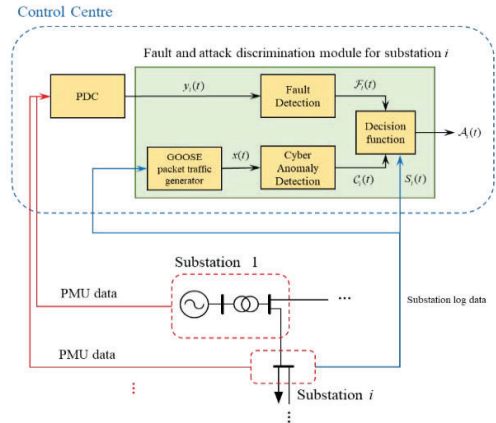 Control Centre
Fault and attack discrimination module for substation i
PDC
y_i(t)
Fault
Detection
ℱ_i(t)
Decision
function
𝒜_i(t)
GOOSE
packet traffic
generator
x(t)
Cyber
Anomaly
Detection
𝒞_i(t)
S_i(t)
Substation 1
PMU data
...
Substation log data
PMU data
⋮
Substation i
⋮